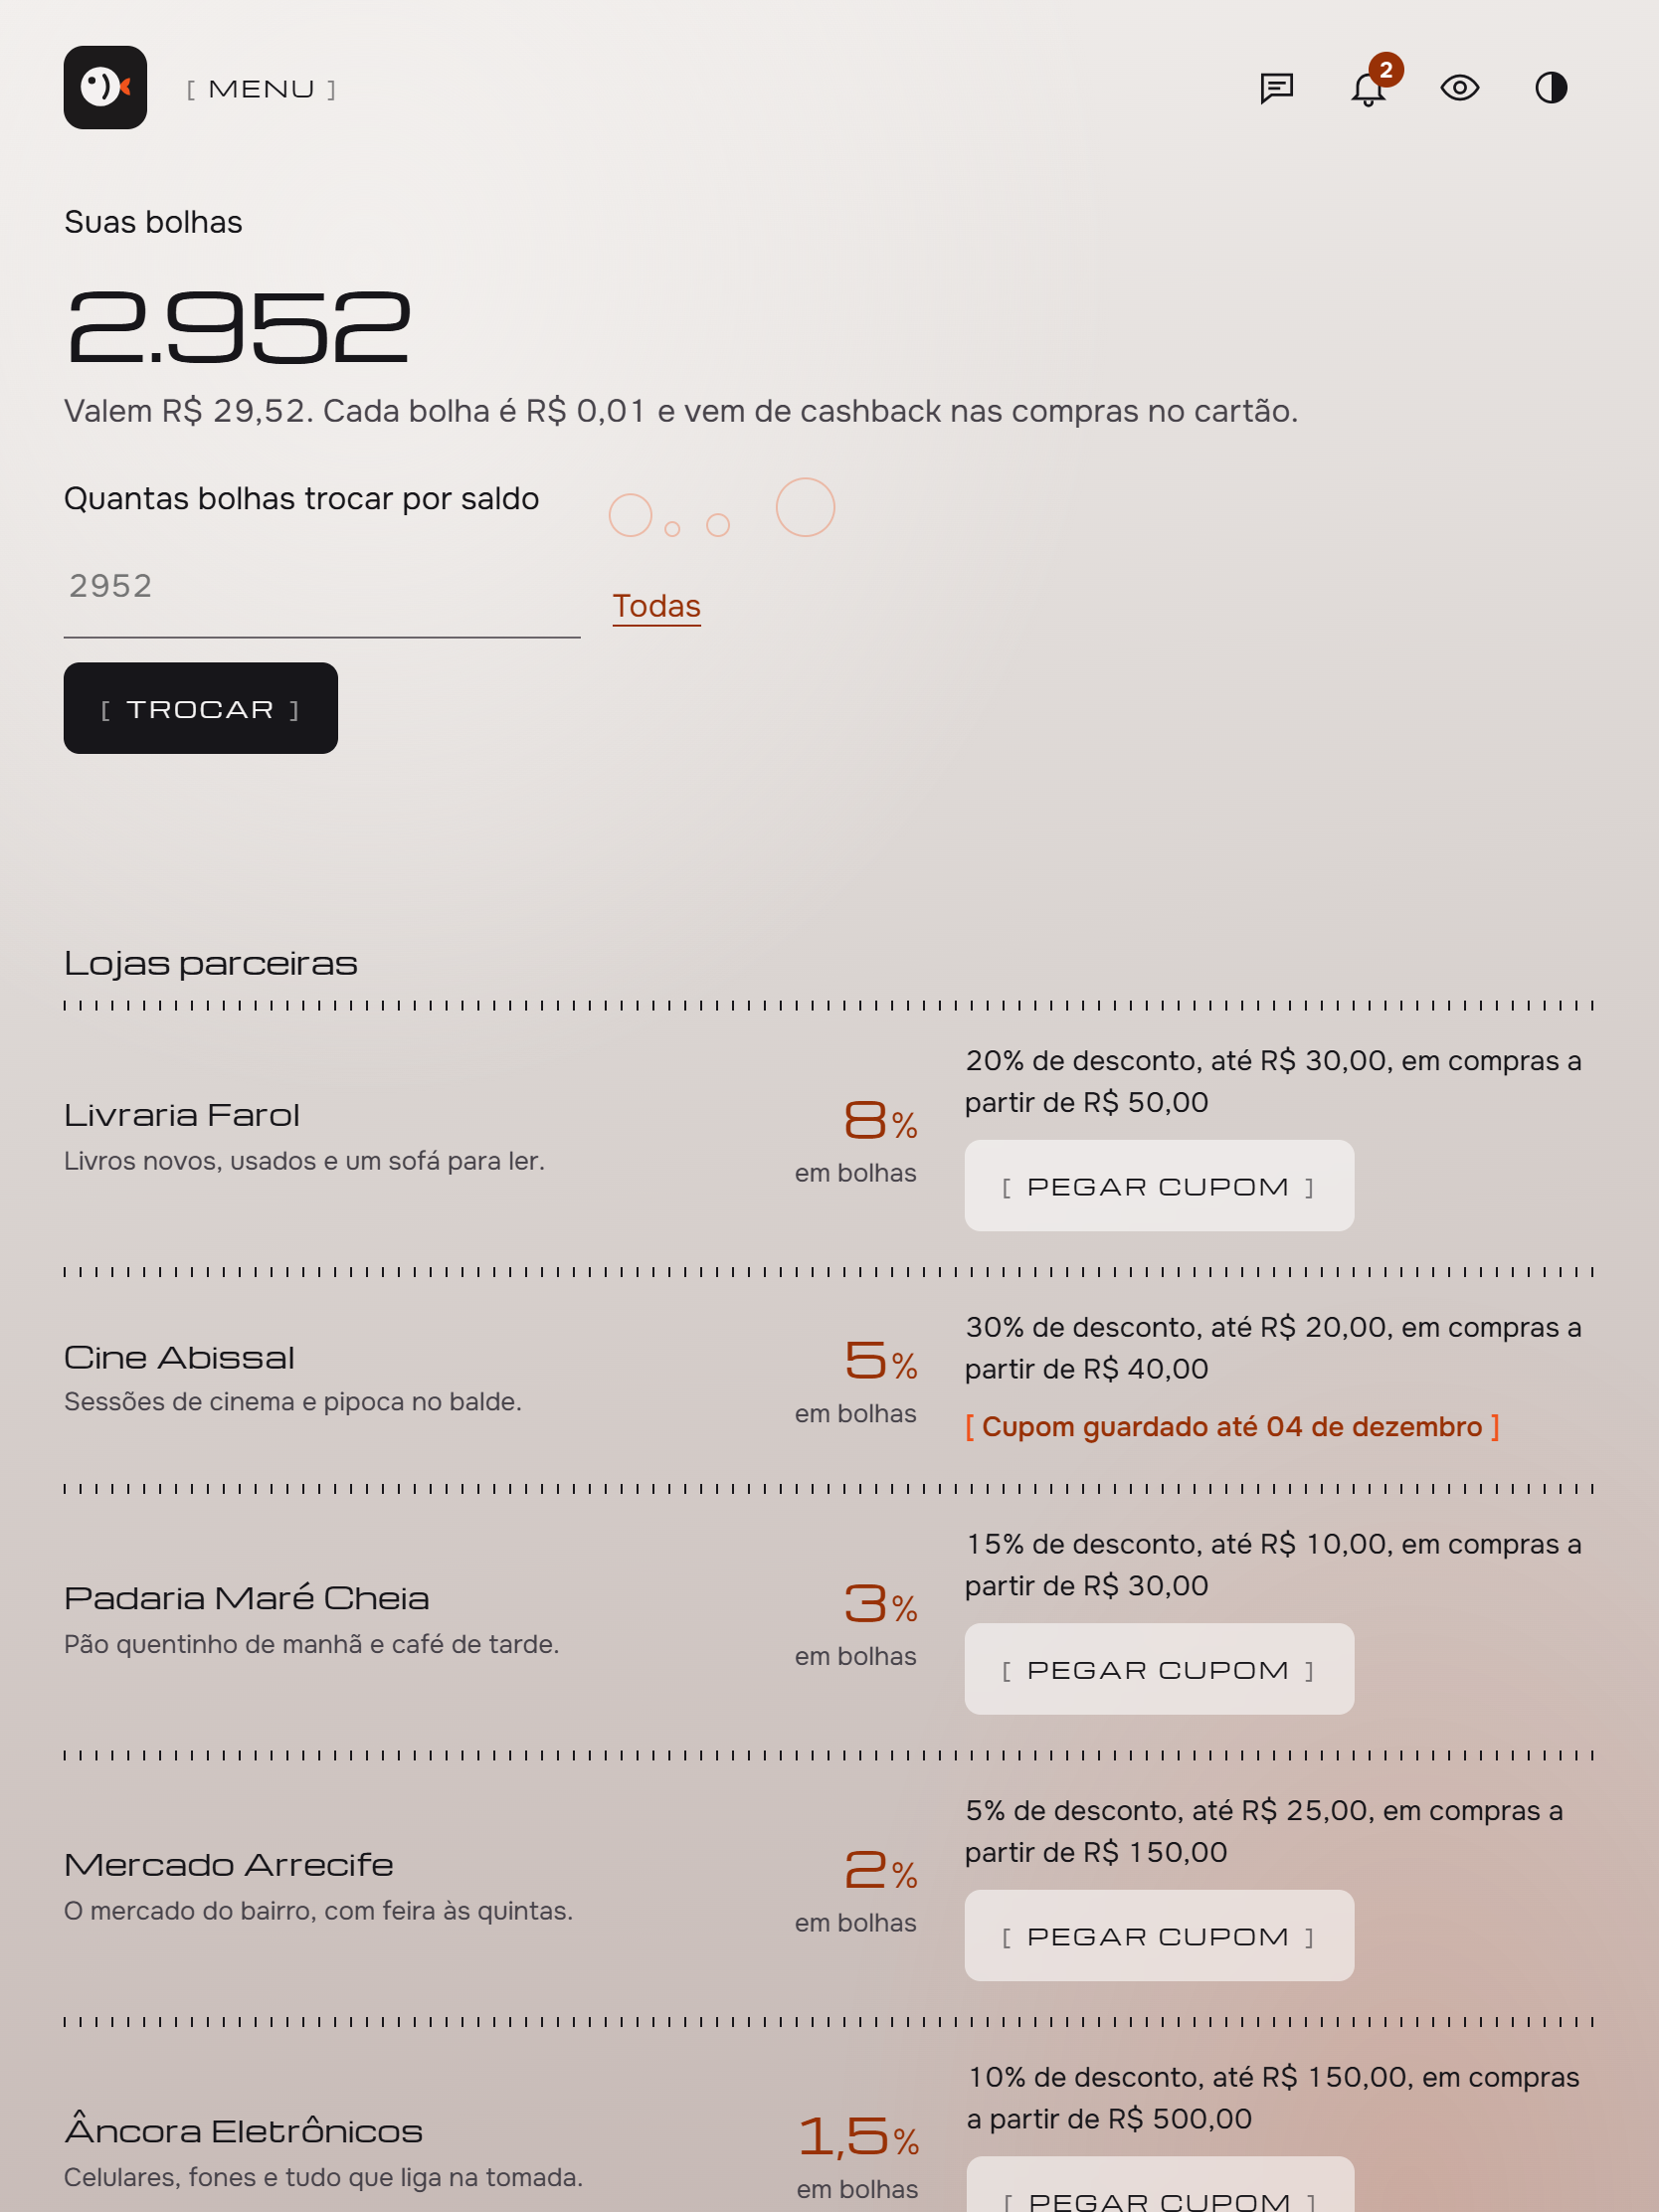 [ MENU ]
2
Suas bolhas
2.952
Valem R$ 29,52. Cada bolha é R$ 0,01 e vem de cashback nas compras no cartão.
Quantas bolhas trocar por saldo
2952
Todas
[ TROCAR ]
Lojas parceiras
Livraria Farol
Livros novos, usados e um sofá para ler.
8%
em bolhas
20% de desconto, até R$ 30,00, em compras a
partir de R$ 50,00
[ PEGAR CUPOM ]
Cine Abissal
Sessões de cinema e pipoca no balde.
5%
em bolhas
30% de desconto, até R$ 20,00, em compras a
partir de R$ 40,00
[ Cupom guardado até 04 de dezembro ]
Padaria Maré Cheia
Pão quentinho de manhã e café de tarde.
3%
em bolhas
15% de desconto, até R$ 10,00, em compras a
partir de R$ 30,00
[ PEGAR CUPOM ]
Mercado Arrecife
O mercado do bairro, com feira às quintas.
2%
em bolhas
5% de desconto, até R$ 25,00, em compras a
partir de R$ 150,00
[ PEGAR CUPOM ]
Âncora Eletrônicos
Celulares, fones e tudo que liga na tomada.
1,5%
em bolhas
10% de desconto, até R$ 150,00, em compras
a partir de R$ 500,00
[ PEGAR CUPOM ]